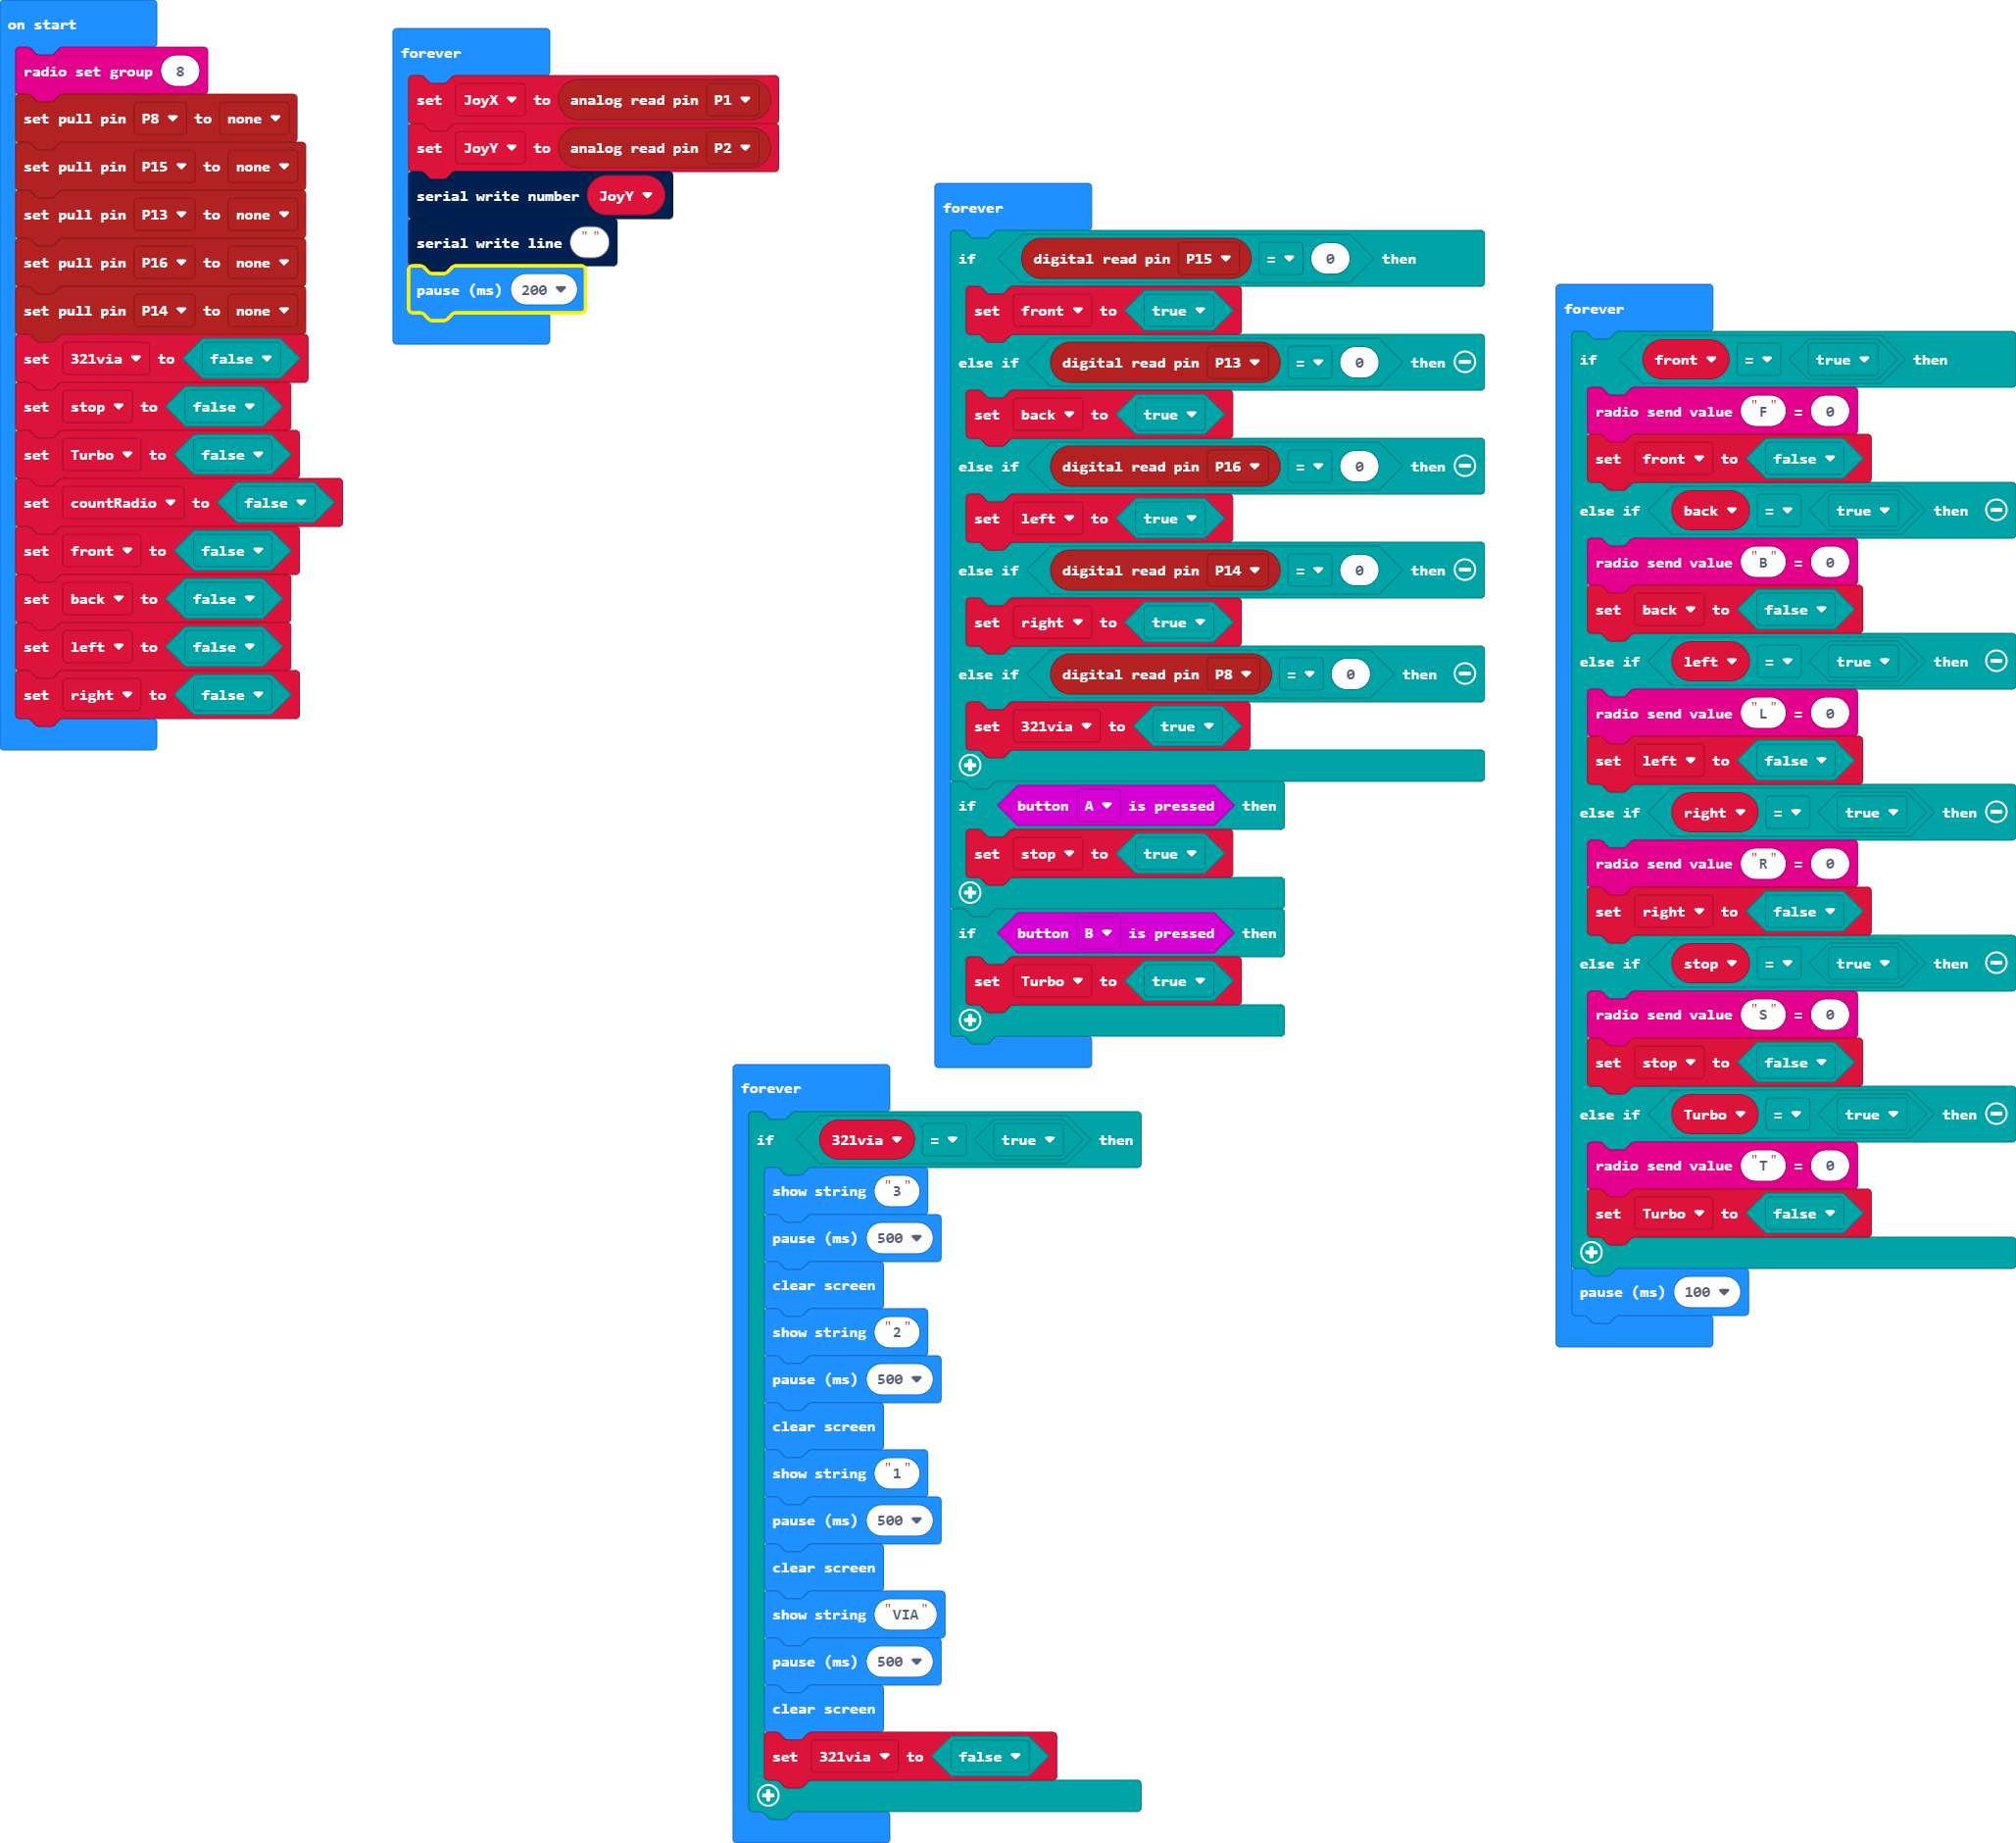 on start
radio set group 8
set pull pin P8 to none
set pull pin P15 to none
set pull pin P13 to none
set pull pin P16 to none
set pull pin P14 to none
set 321via to false
set stop to false
set Turbo to false
set countRadio to false
set front to false
set back to false
set left to false
set right to false
forever
set JoyX to analog read pin P1
set JoyY to analog read pin P2
serial write number JoyY
serial write line " "
pause (ms) 200
forever
if digital read pin P15 = 0 then
set front to true
else if digital read pin P13 = 0 then
set back to true
else if digital read pin P16 = 0 then
set left to true
else if digital read pin P14 = 0 then
set right to true
else if digital read pin P8 = 0 then
set 321via to true
if button A is pressed then
set stop to true
if button B is pressed then
set Turbo to true
forever
if front = true then
radio send value "F" = 0
set front to false
else if back = true then
radio send value "B" = 0
set back to false
else if left = true then
radio send value "L" = 0
set left to false
else if right = true then
radio send value "R" = 0
set right to false
else if stop = true then
radio send value "S" = 0
set stop to false
else if Turbo = true then
radio send value "T" = 0
set Turbo to false
pause (ms) 100
forever
if 321via = true then
show string "3"
pause (ms) 500
clear screen
show string "2"
pause (ms) 500
clear screen
show string "1"
pause (ms) 500
clear screen
show string "VIA"
pause (ms) 500
clear screen
set 321via to false